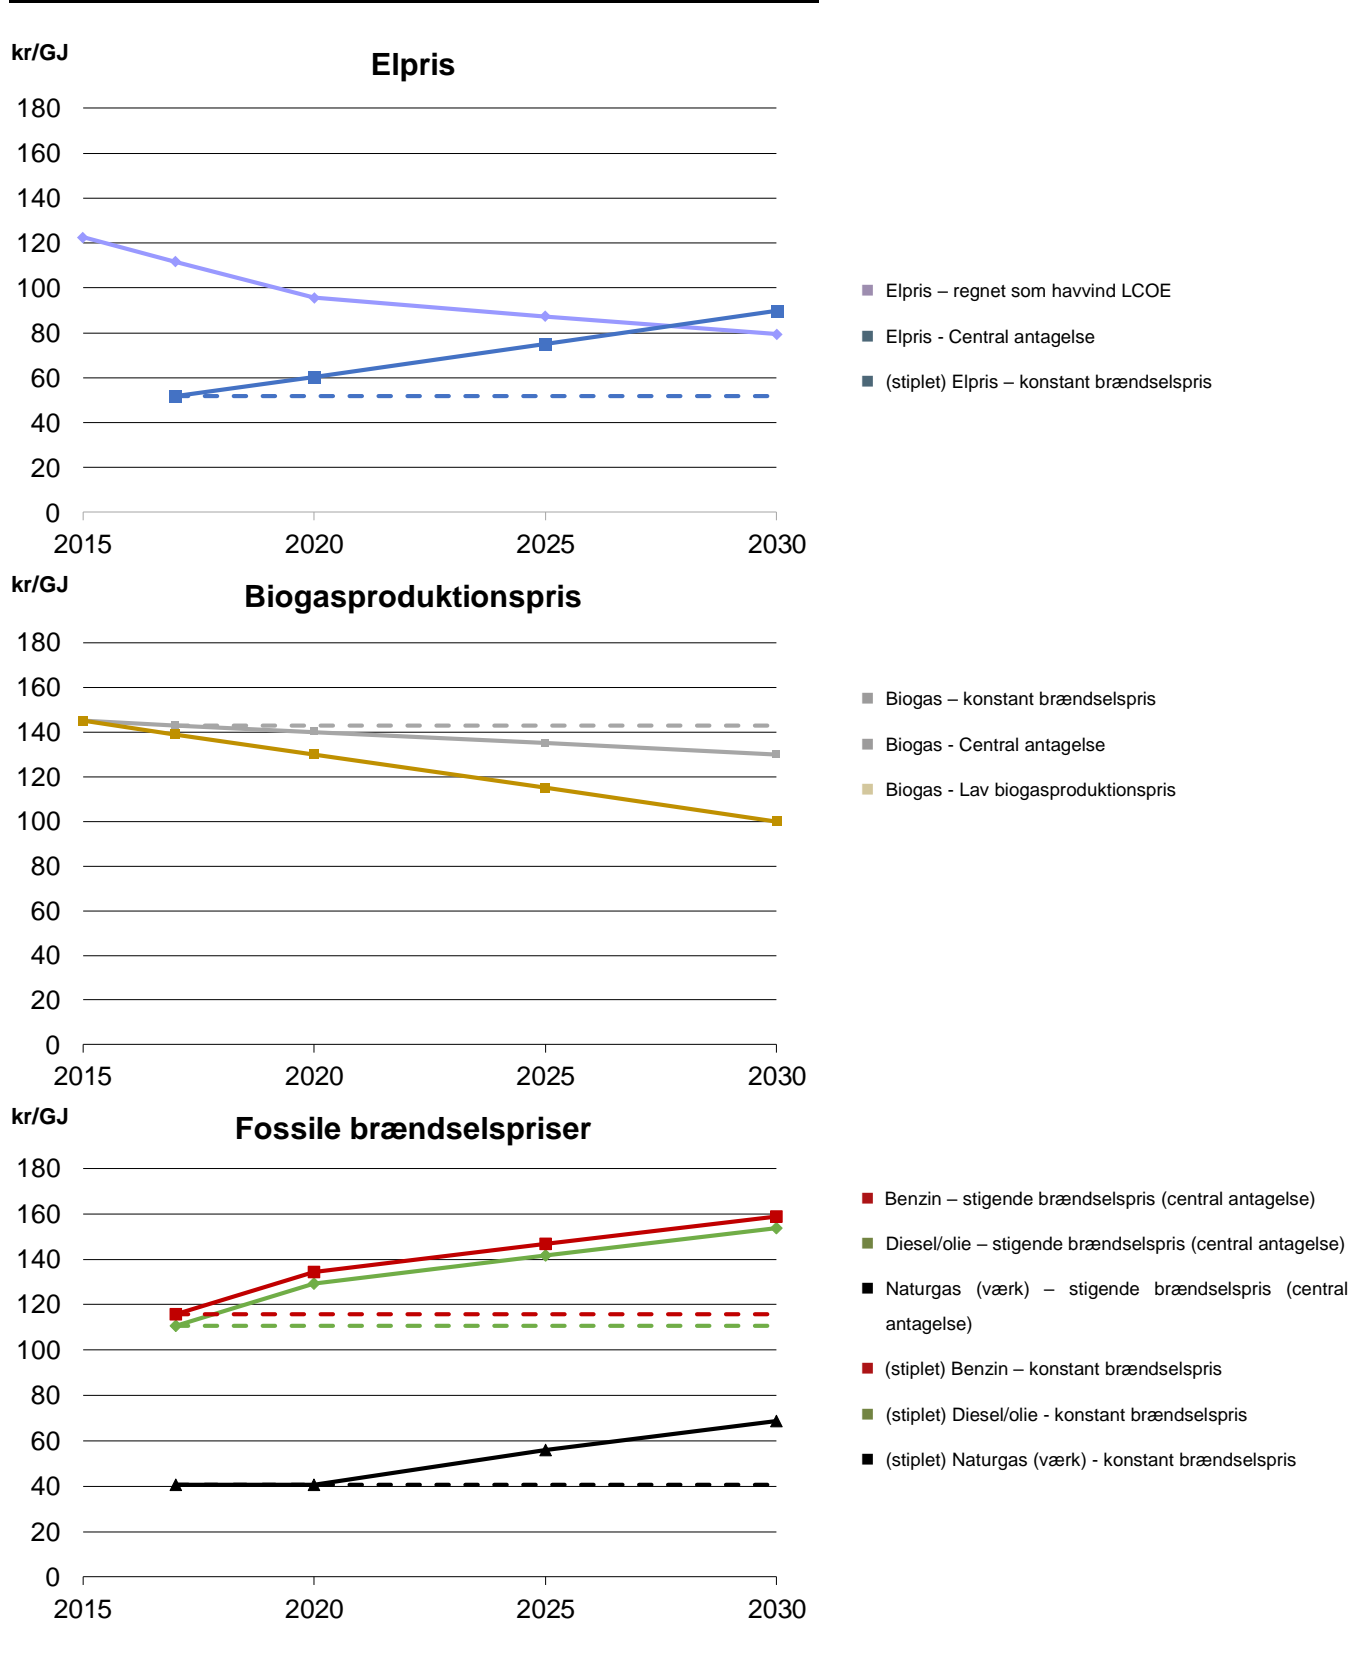 kr/GJ
Elpris
180
160
140
120
100
80
60
40
20
0
2015 2020 2025 2030
Elpris – regnet som havvind LCOE
Elpris - Central antagelse
(stiplet) Elpris – konstant brændselspris
kr/GJ
Biogasproduktionspris
180
160
140
120
100
80
60
40
20
0
2015 2020 2025 2030
Biogas – konstant brændselspris
Biogas - Central antagelse
Biogas - Lav biogasproduktionspris
kr/GJ
Fossile brændselspriser
180
160
140
120
100
80
60
40
20
0
2015 2020 2025 2030
Benzin – stigende brændselspris (central antagelse)
Diesel/olie – stigende brændselspris (central antagelse)
Naturgas (værk) – stigende brændselspris (central
antagelse)
(stiplet) Benzin – konstant brændselspris
(stiplet) Diesel/olie - konstant brændselspris
(stiplet) Naturgas (værk) - konstant brændselspris